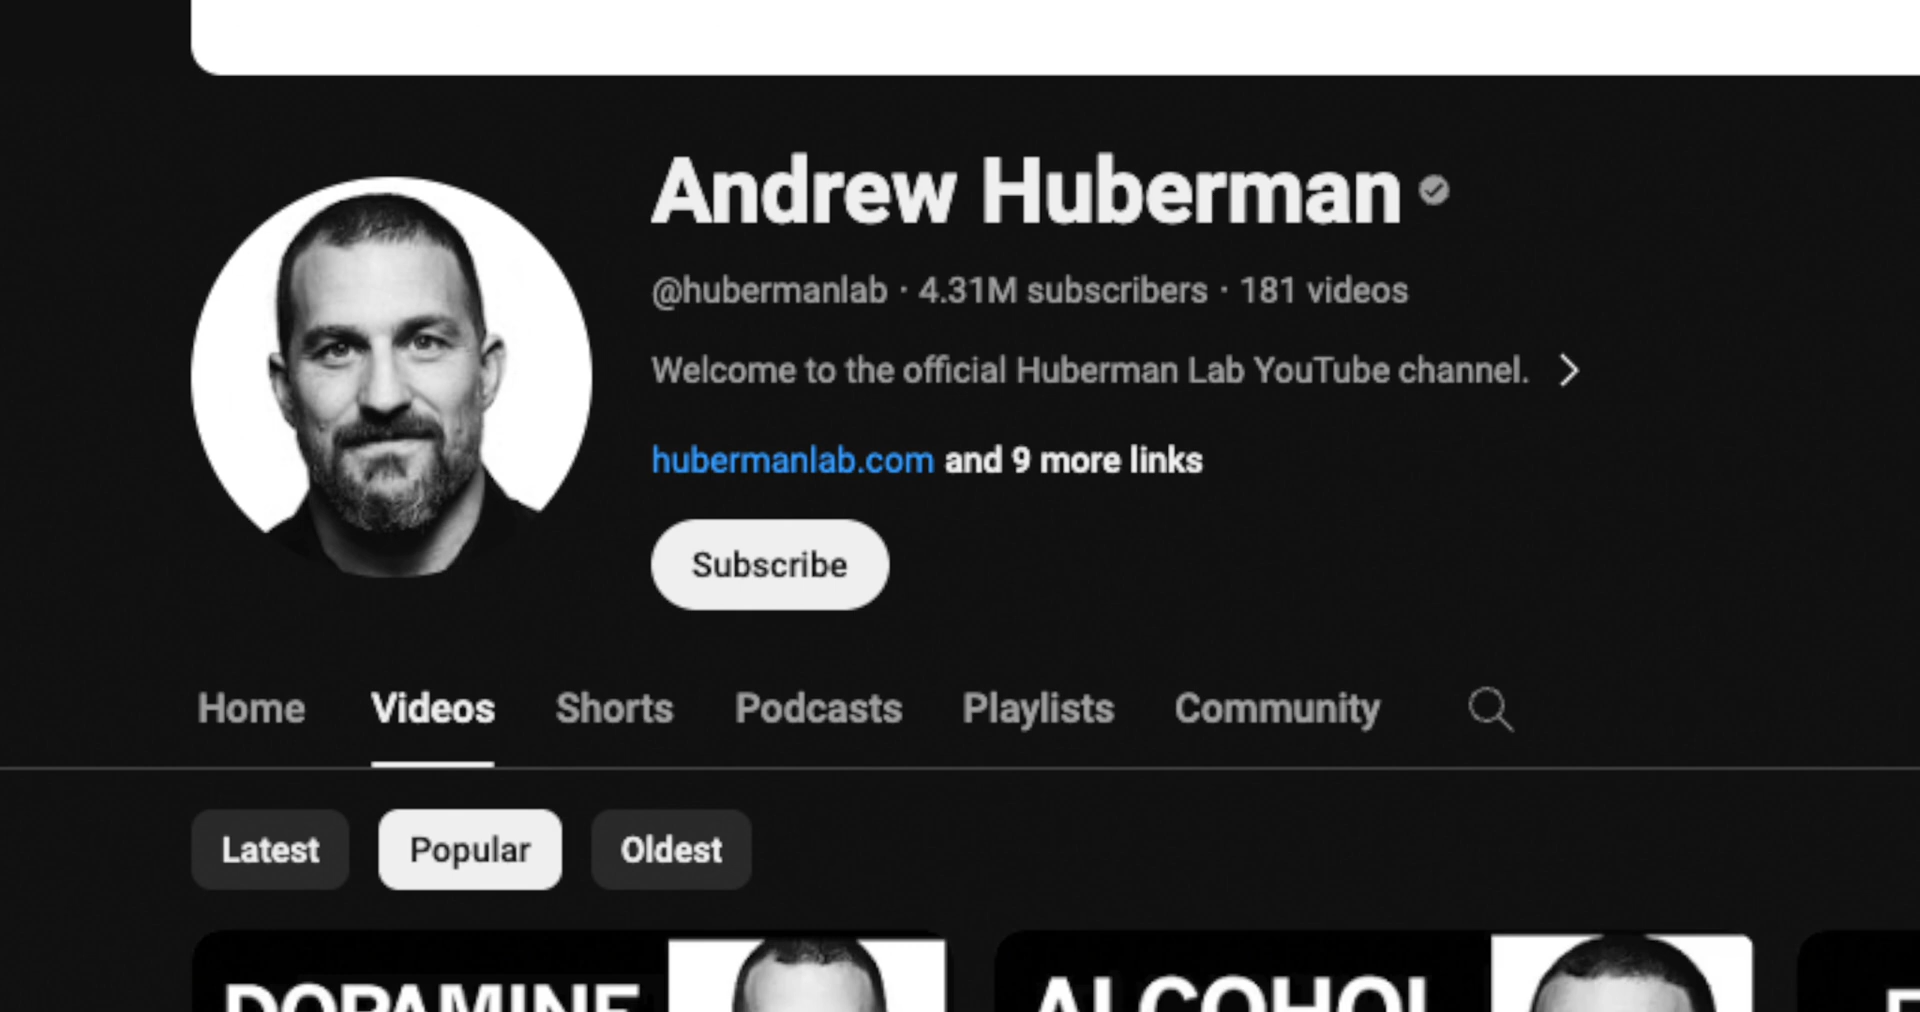 Andrew Huberman
@hubermanlab · 4.31M subscribers · 181 videos
Welcome to the official Huberman Lab YouTube channel.
hubermanlab.com and 9 more links
Subscribe
Home Videos Shorts Podcasts Playlists Community
Latest Popular Oldest
DOPAMINE ALCOHOL